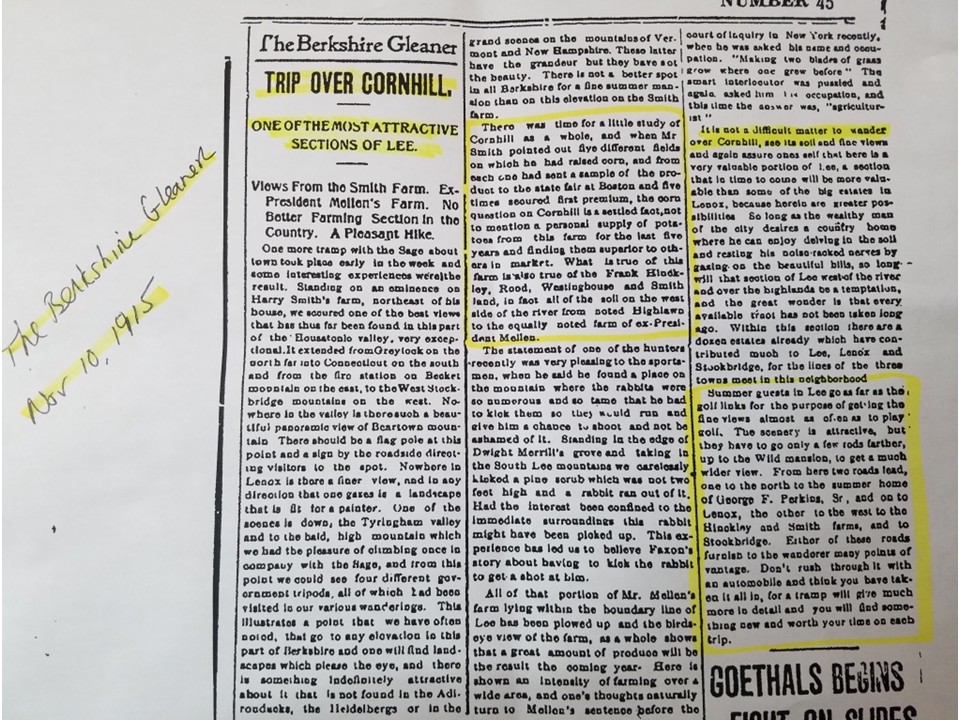 The Berkshire Gleaner
Nov 10, 1915
NUMBER 45
The Berkshire Gleaner
TRIP OVER CORNHILL,
ONE OF THE MOST ATTRACTIVE
SECTIONS OF LEE.
Views From the Smith Farm. Ex-
President Mellen's Farm. No
Better Farming Section in the
Country. A Pleasant Hike.
One more tramp with the Sage about
town took place early in the week and
some interesting experiences were the
result. Standing on an eminence on
Harry Smith's farm, northeast of his
house, we secured one of the best views
that has thus far been found in this part
of the Housatonic valley, very excep-
tional. It extended from Greylock on the
north far into Connecticut on the south
and from the fire station on Becket
mountain on the east, to the West Stock-
bridge mountains on the west. No-
where in the valley is there such a beau-
tiful panoramic view of Beartown moun-
tain There should be a flag pole at this
point and a sign by the roadside direct-
ing visitors to the spot. Nowhere in
Lenox is there a finer view, and in any
direction that one gazes is a landscape
that is fit for a painter. One of the
scenes is down, the Tyringham valley
and to the bald, high mountain which
we had the pleasure of climbing once in
company with the Sage, and from this
point we could see four different gov-
ernment tripods, all of which had been
visited in our various wanderings. This
illustrates a point that we have often
noted, that go to any elevation in this
part of Berkshire and one will find land-
scapes which please the eye, and there
is something indefinitely attractive
about it that is not found in the Adi-
rondacks, the Heidelbergs or in the
grand scenes on the mountains of Ver-
mont and New Hampshire. These latter
have the grandeur but they have not
the beauty. There is not a better spot
in all Berkshire for a fine summer man-
sion than on this elevation on the Smith
farm.
There was time for a little study of
Cornhill as a whole, and when Mr
Smith pointed out five different fields
on which he had raised corn, and from
each one had sent a sample of the pro-
duct to the state fair at Boston and five
times secured first premium, the corn
question on Cornhill is a settled fact, not
to mention a personal supply of pota-
toes from this farm for the last five
years and finding them superior to oth-
ers in market. What is true of this
farm is also true of the Frank Hinck-
ley, Rood, Westinghouse and Smith
land, in fact all of the soil on the west
side of the river from noted Highlawn
to the equally noted farm of ex-Presi-
dent Mellen.
The statement of one of the hunters
recently was very pleasing to the sports-
men, when he said he found a place on
the mountain where the rabbits were
so numerous and so tame that he had
to kick them so they would run and
give him a chance to shoot and not be
ashamed of it. Standing in the edge of
Dwight Merrill's grove and taking in
the South Lee mountains we carelessly
kicked a pine scrub which was not two
feet high and a rabbit ran out of it.
Had the interest been confined to the
immediate surroundings this rabbit
might have been picked up. This ex-
perience has led us to believe Faxon's
story about having to kick the rabbit
to get a shot at him.
All of that portion of Mr. Mellen's
farm lying within the boundary line of
Lee has been plowed up and the birds-
eye view of the farm, as a whole shows
that a great amount of produce will be
the result the coming year- Here is
shown an intensity of farming over a
wide area, and one's thoughts naturally
turn to Mellen's sentence before the
court of inquiry in New York recently,
when he was asked his name and occu-
pation. "Making two blades of grass
grow where one grew before" The
smart interlocutor was puzzled and
again asked him his occupation, and
this time the answer was, "agricultur-
ist"
It is not a difficult matter to wander
over Cornhill, see its soil and fine views
and again assure ones self that here is a
very valuable portion of Lee, a section
that in time to come will be more valu-
able than some of the big estates in
Lenox, because herein are greater pos-
sibilities So long as the wealthy man
of the city desires a country home
where he can enjoy delving in the soil
and resting his noise-racked nerves by
gazing on the beautiful hills, so long
will that section of Lee west of the river
and over the highlands be a temptation,
and the great wonder is that every
available tract has not been taken long
ago. Within this section there are a
dozen estates already which have con-
tributed much to Lee, Lenox and
Stockbridge, for the lines of the three
towns meet in this neighborhood
Summer guests in Lee go as far as the
golf links for the purpose of getting the
fine views almost as often as to play
golf. The scenery is attractive, but
they have to go only a few rods farther,
up to the Wild mansion, to get a much
wider view. From here two roads lead,
one to the north to the summer home
of George F. Perkins, Sr, and on to
Lenox, the other to the west to the
Hinckley and Smith farms, and to
Stockbridge. Either of these roads
furnish to the wanderer many points of
vantage. Don't rush through it with
an automobile and think you have tak-
en it all in, for a tramp will give much
more in detail and you will find some-
thing new and worth your time on each
trip.
GOETHALS BEGINS
FIGHT ON SLIDES